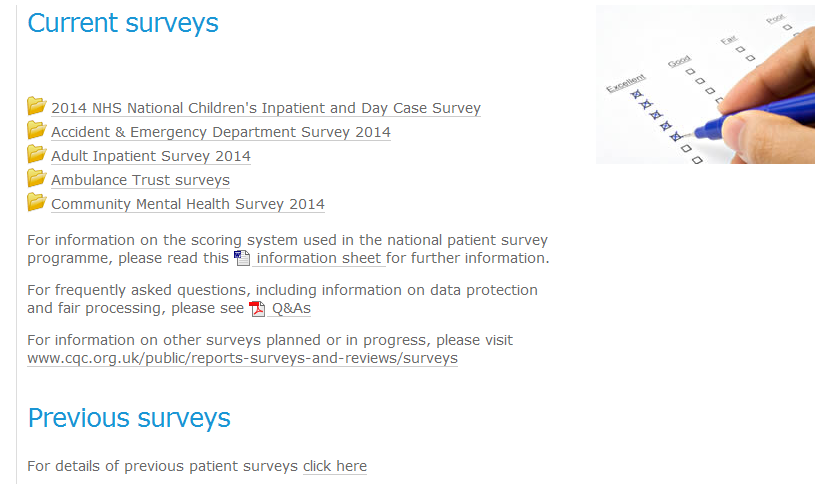 Current surveys
Excellent
Good
Fair
Poor
2014 NHS National Children's Inpatient and Day Case Survey
Accident & Emergency Department Survey 2014
Adult Inpatient Survey 2014
Ambulance Trust surveys
Community Mental Health Survey 2014
For information on the scoring system used in the national patient survey
programme, please read this information sheet for further information.
For frequently asked questions, including information on data protection
and fair processing, please see Q&As
For information on other surveys planned or in progress, please visit
www.cqc.org.uk/public/reports-surveys-and-reviews/surveys
Previous surveys
For details of previous patient surveys click here